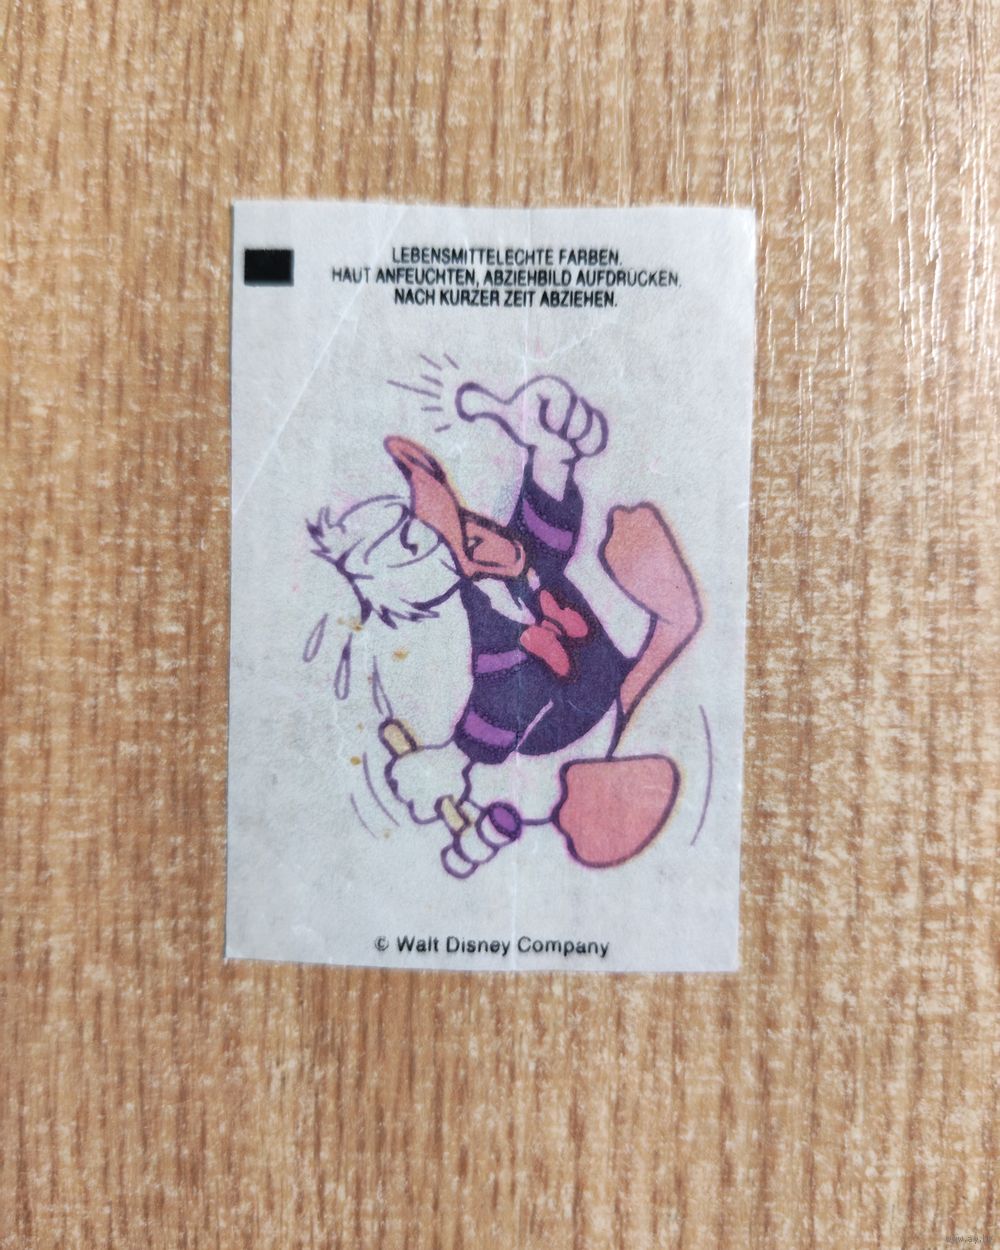 LEBENSMITTELECHTE FARBEN.
HAUT ANFEUCHTEN, ABZIEHBILD AUFDRÜCKEN.
NACH KURZER ZEIT ABZIEHEN.
© Walt Disney Company